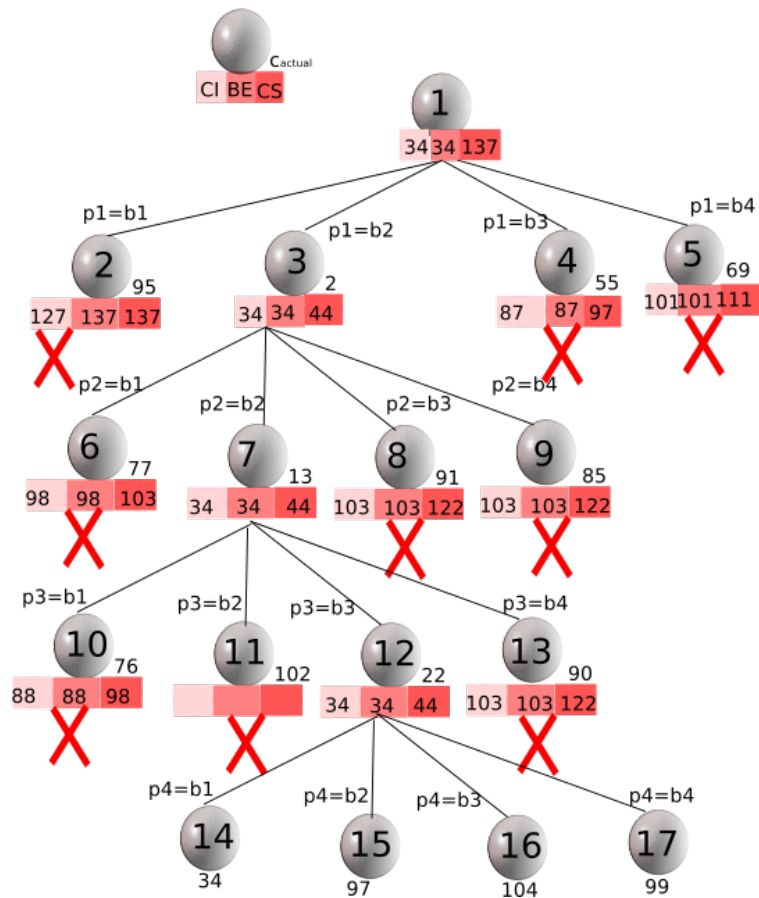 Cactual
CI BE CS
1
34 34 137
p1=b1 p1=b2 p1=b3 p1=b4
2 3 4 5
95 2 55 69
127 137 137 34 34 44 87 87 97 101 101 111
p2=b1 p2=b2 p2=b3 p2=b4
6 7 8 9
77 13 91 85
98 98 103 34 34 44 103 103 122 103 103 122
p3=b1 p3=b2 p3=b3 p3=b4
10 11 12 13
76 102 22 90
88 88 98 34 34 44 103 103 122
p4=b1 p4=b2 p4=b3 p4=b4
14 15 16 17
34 97 104 99